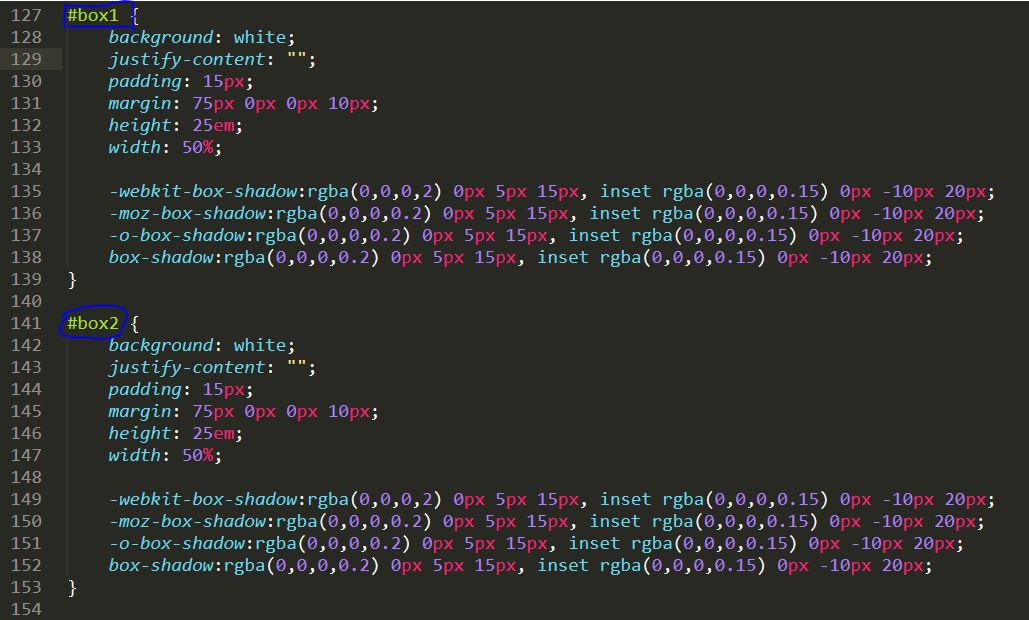 127 #box1 {
128 background: white;
129 justify-content: "";
130 padding: 15px;
131 margin: 75px 0px 0px 10px;
132 height: 25em;
133 width: 50%;
134
135 -webkit-box-shadow:rgba(0,0,0,2) 0px 5px 15px, inset rgba(0,0,0,0.15) 0px -10px 20px;
136 -moz-box-shadow:rgba(0,0,0,0.2) 0px 5px 15px, inset rgba(0,0,0,0.15) 0px -10px 20px;
137 -o-box-shadow:rgba(0,0,0,0.2) 0px 5px 15px, inset rgba(0,0,0,0.15) 0px -10px 20px;
138 box-shadow:rgba(0,0,0,0.2) 0px 5px 15px, inset rgba(0,0,0,0.15) 0px -10px 20px;
139 }
140
141 #box2 {
142 background: white;
143 justify-content: "";
144 padding: 15px;
145 margin: 75px 0px 0px 10px;
146 height: 25em;
147 width: 50%;
148
149 -webkit-box-shadow:rgba(0,0,0,2) 0px 5px 15px, inset rgba(0,0,0,0.15) 0px -10px 20px;
150 -moz-box-shadow:rgba(0,0,0,0.2) 0px 5px 15px, inset rgba(0,0,0,0.15) 0px -10px 20px;
151 -o-box-shadow:rgba(0,0,0,0.2) 0px 5px 15px, inset rgba(0,0,0,0.15) 0px -10px 20px;
152 box-shadow:rgba(0,0,0,0.2) 0px 5px 15px, inset rgba(0,0,0,0.15) 0px -10px 20px;
153 }
154